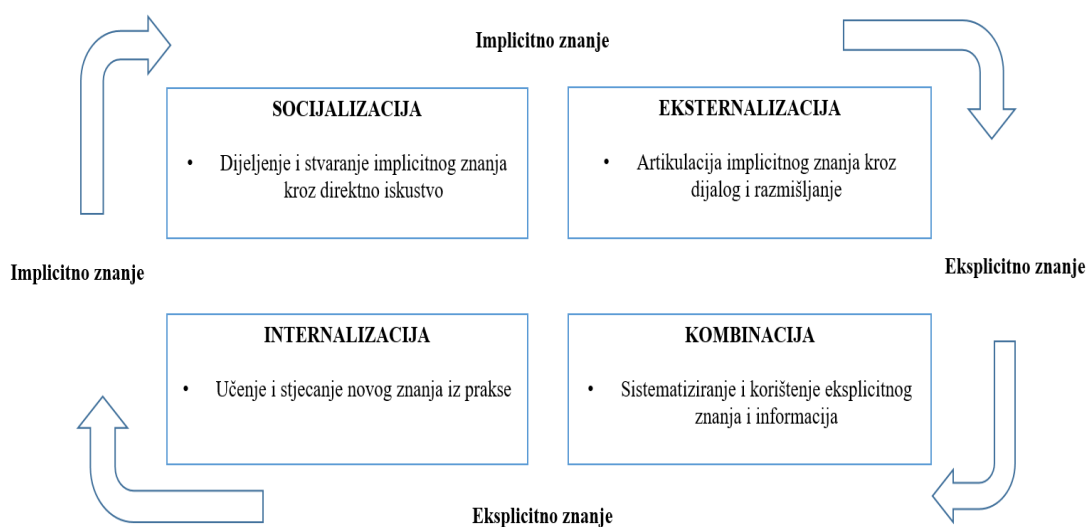 Implicitno znanje
SOCIJALIZACIJA
• Dijeljenje i stvaranje implicitnog znanja
kroz direktno iskustvo
EKSTERNALIZACIJA
• Artikulacija implicitnog znanja kroz
dijalog i razmišljanje
Implicitno znanje
Eksplicitno znanje
INTERNALIZACIJA
• Učenje i stjecanje novog znanja iz prakse
KOMBINACIJA
• Sistematiziranje i korištenje eksplicitnog
znanja i informacija
Eksplicitno znanje